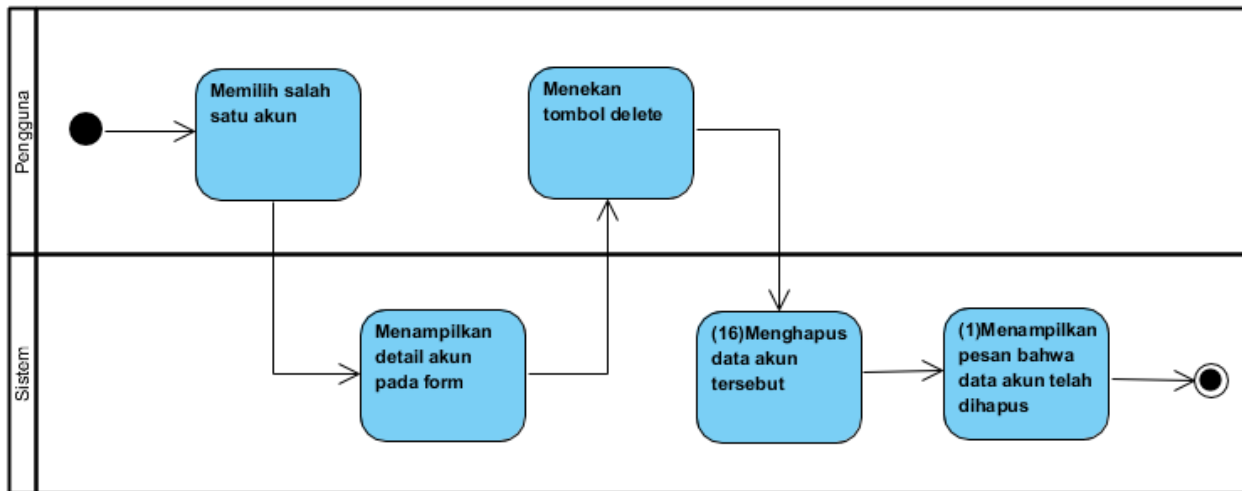 Pengguna
Memilih salah
satu akun
Menekan
tombol delete
Sistem
Menampilkan
detail akun
pada form
(16)Menghapus
data akun
tersebut
(1)Menampilkan
pesan bahwa
data akun telah
dihapus